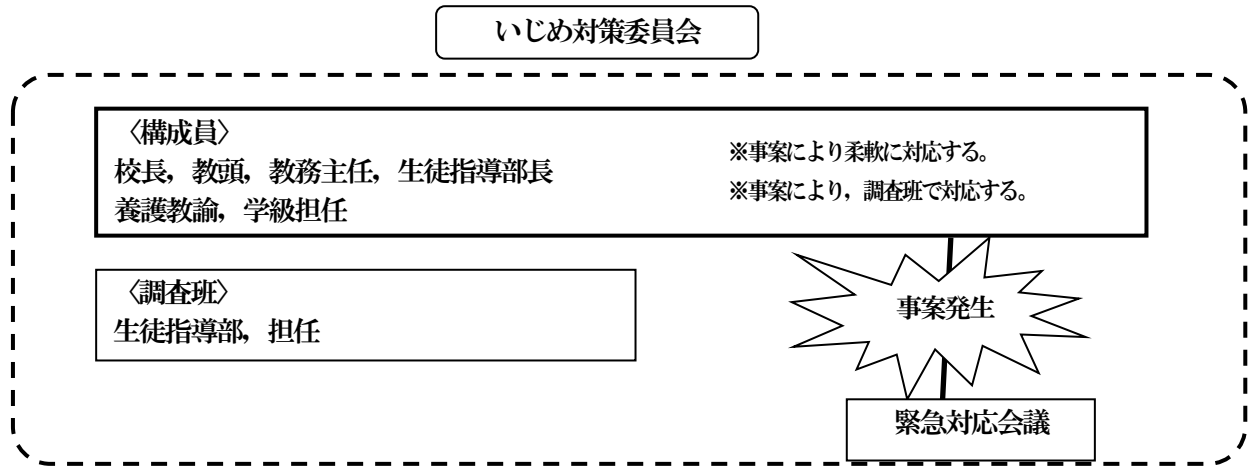 いじめ対策委員会
〈構成員〉
校長，教頭，教務主任，生徒指導部長
養護教諭，学級担任
※事案により柔軟に対応する。
※事案により，調査班で対応する。
〈調査班〉
生徒指導部，担任
事案発生
緊急対応会議